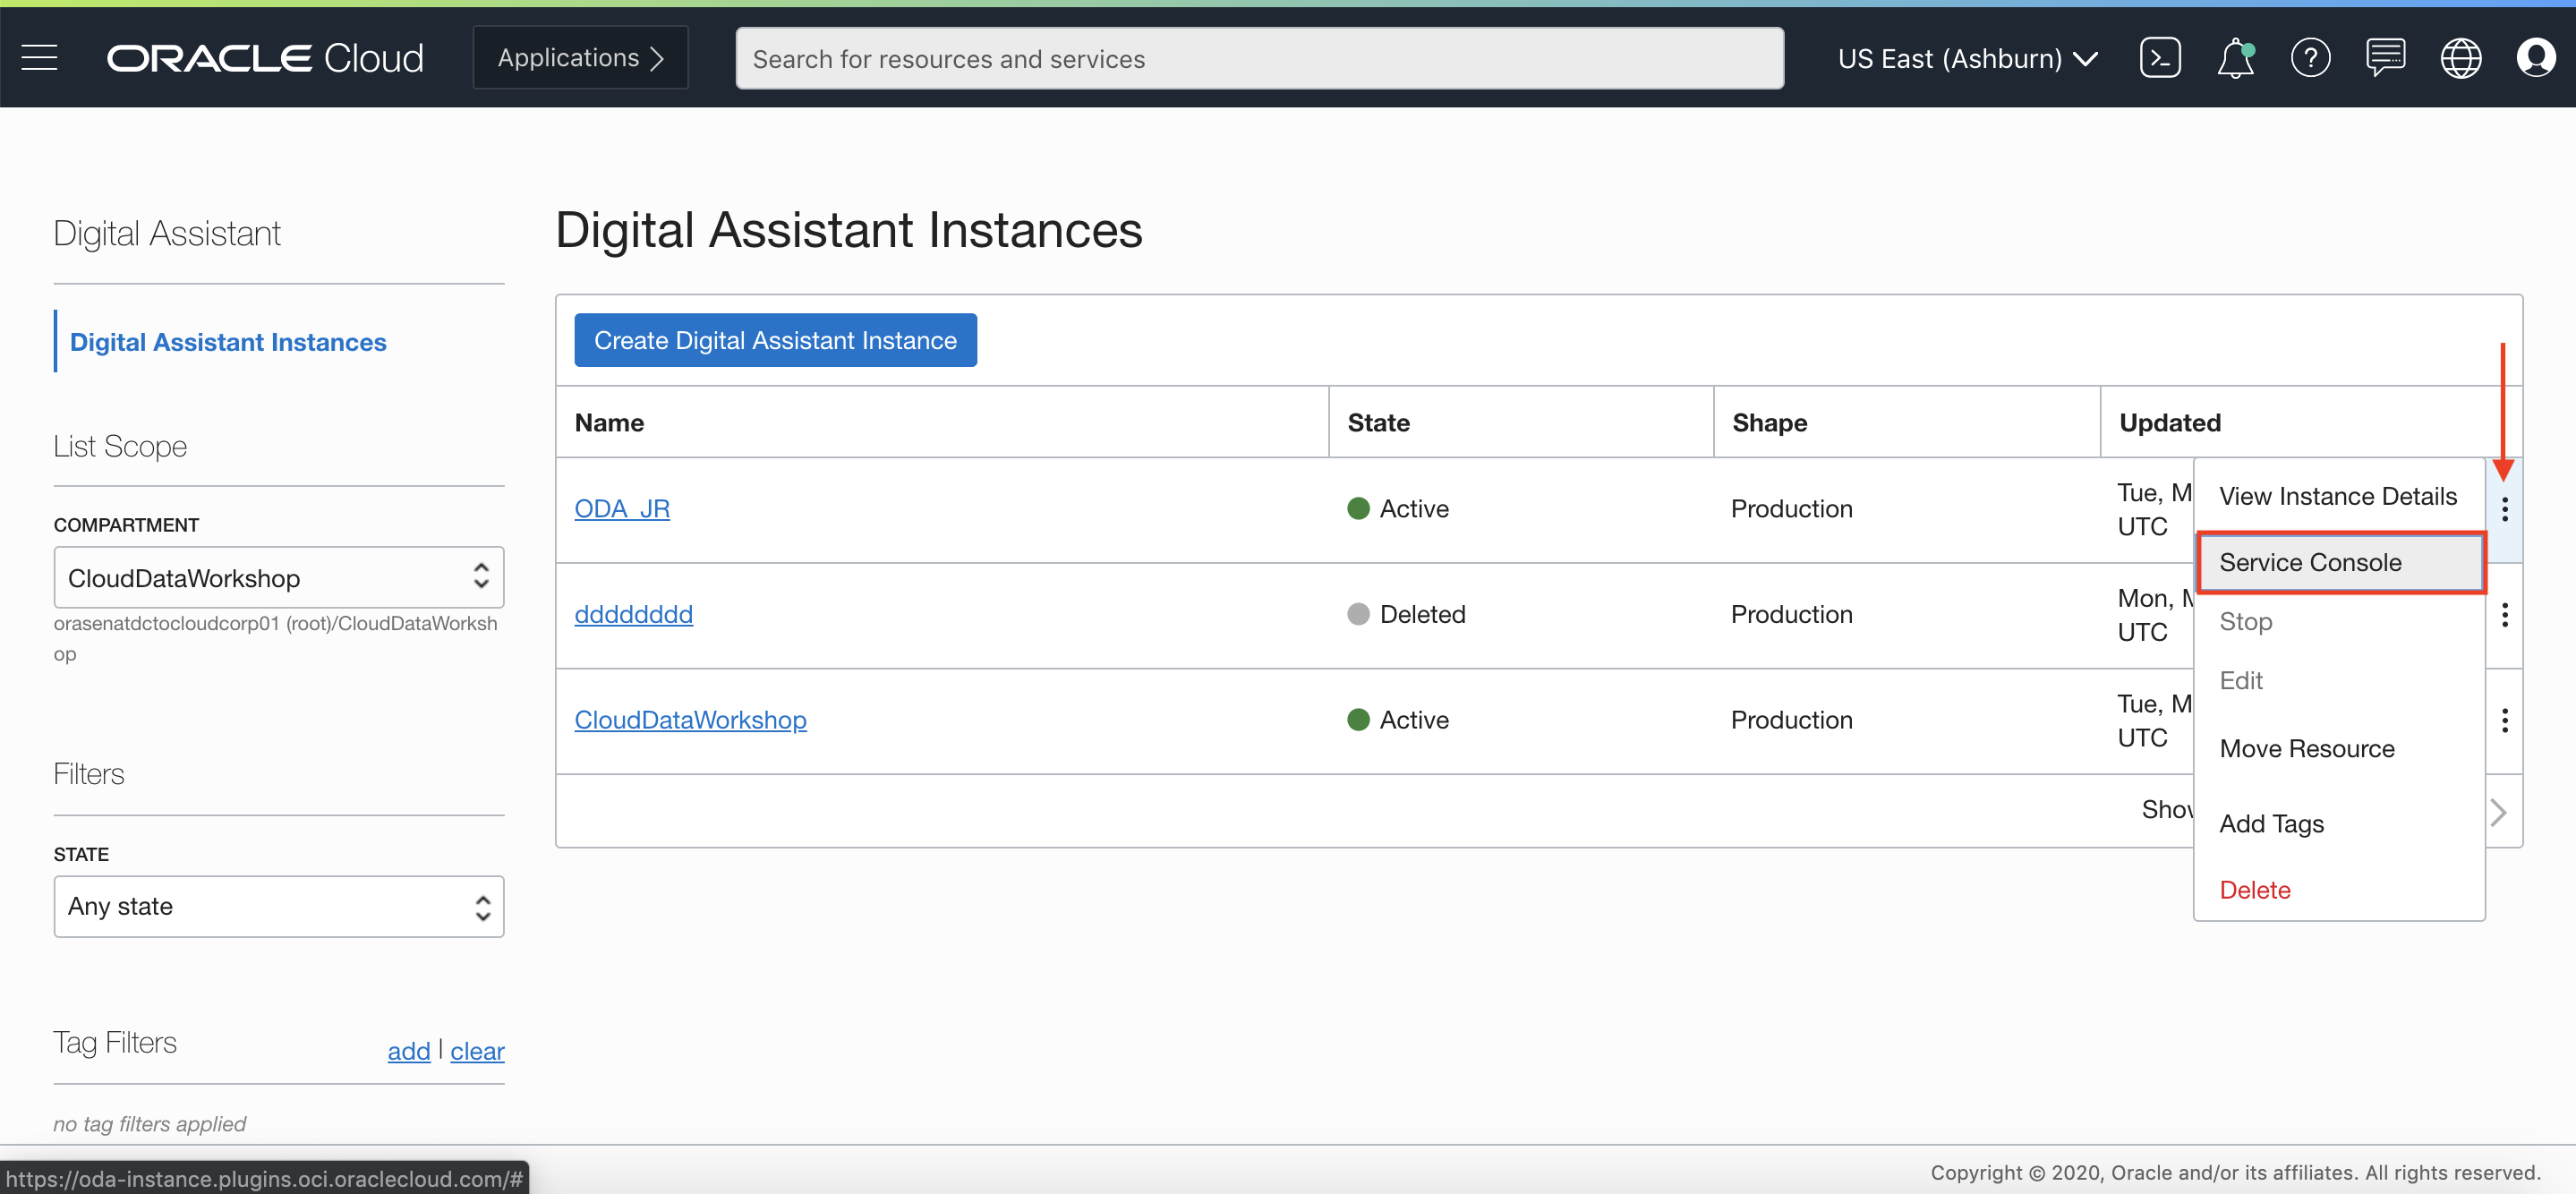 ORACLE Cloud
Applications
Search for resources and services
US East (Ashburn)
Digital Assistant
Digital Assistant Instances
List Scope
COMPARTMENT
CloudDataWorkshop
orasenatdctocloudcorp01 (root)/CloudDataWorksh
op
Filters
STATE
Any state
Tag Filters
add | clear
no tag filters applied
Digital Assistant Instances
Create Digital Assistant Instance
Name State Shape Updated
ODA_JR Active Production Tue, M
UTC
dddddddd Deleted Production Mon, M
UTC
CloudDataWorkshop Active Production Tue, M
UTC
Show
View Instance Details
Service Console
Stop
Edit
Move Resource
Add Tags
Delete
https://oda-instance.plugins.oci.oraclecloud.com/#
Copyright © 2020, Oracle and/or its affiliates. All rights reserved.